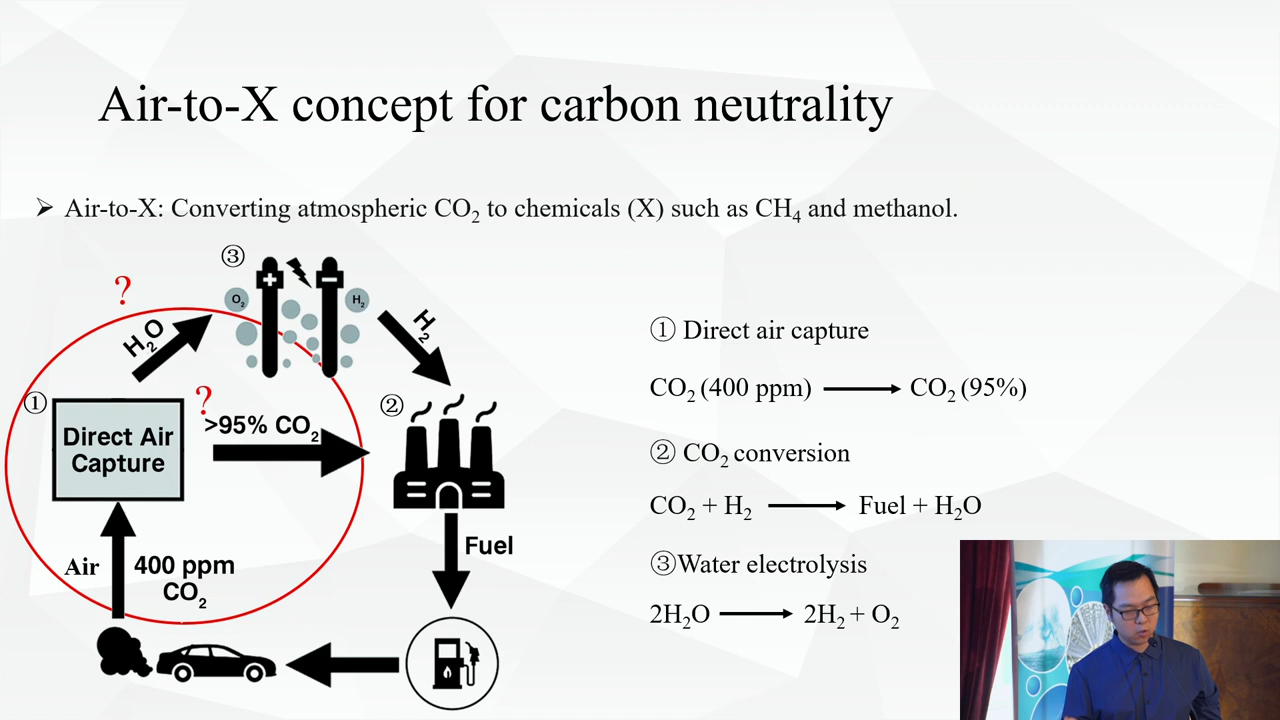 Air-to-X concept for carbon neutrality
➢ Air-to-X: Converting atmospheric CO₂ to chemicals (X) such as CH₄ and methanol.
③
?
+
−
O₂
H₂
H₂O
H₂
①
?
②
>95% CO₂
Direct Air
Capture
Fuel
Air
400 ppm
CO₂
① Direct air capture
CO₂ (400 ppm) ⟶ CO₂ (95%)
② CO₂ conversion
CO₂ + H₂ ⟶ Fuel + H₂O
③Water electrolysis
2H₂O ⟶ 2H₂ + O₂